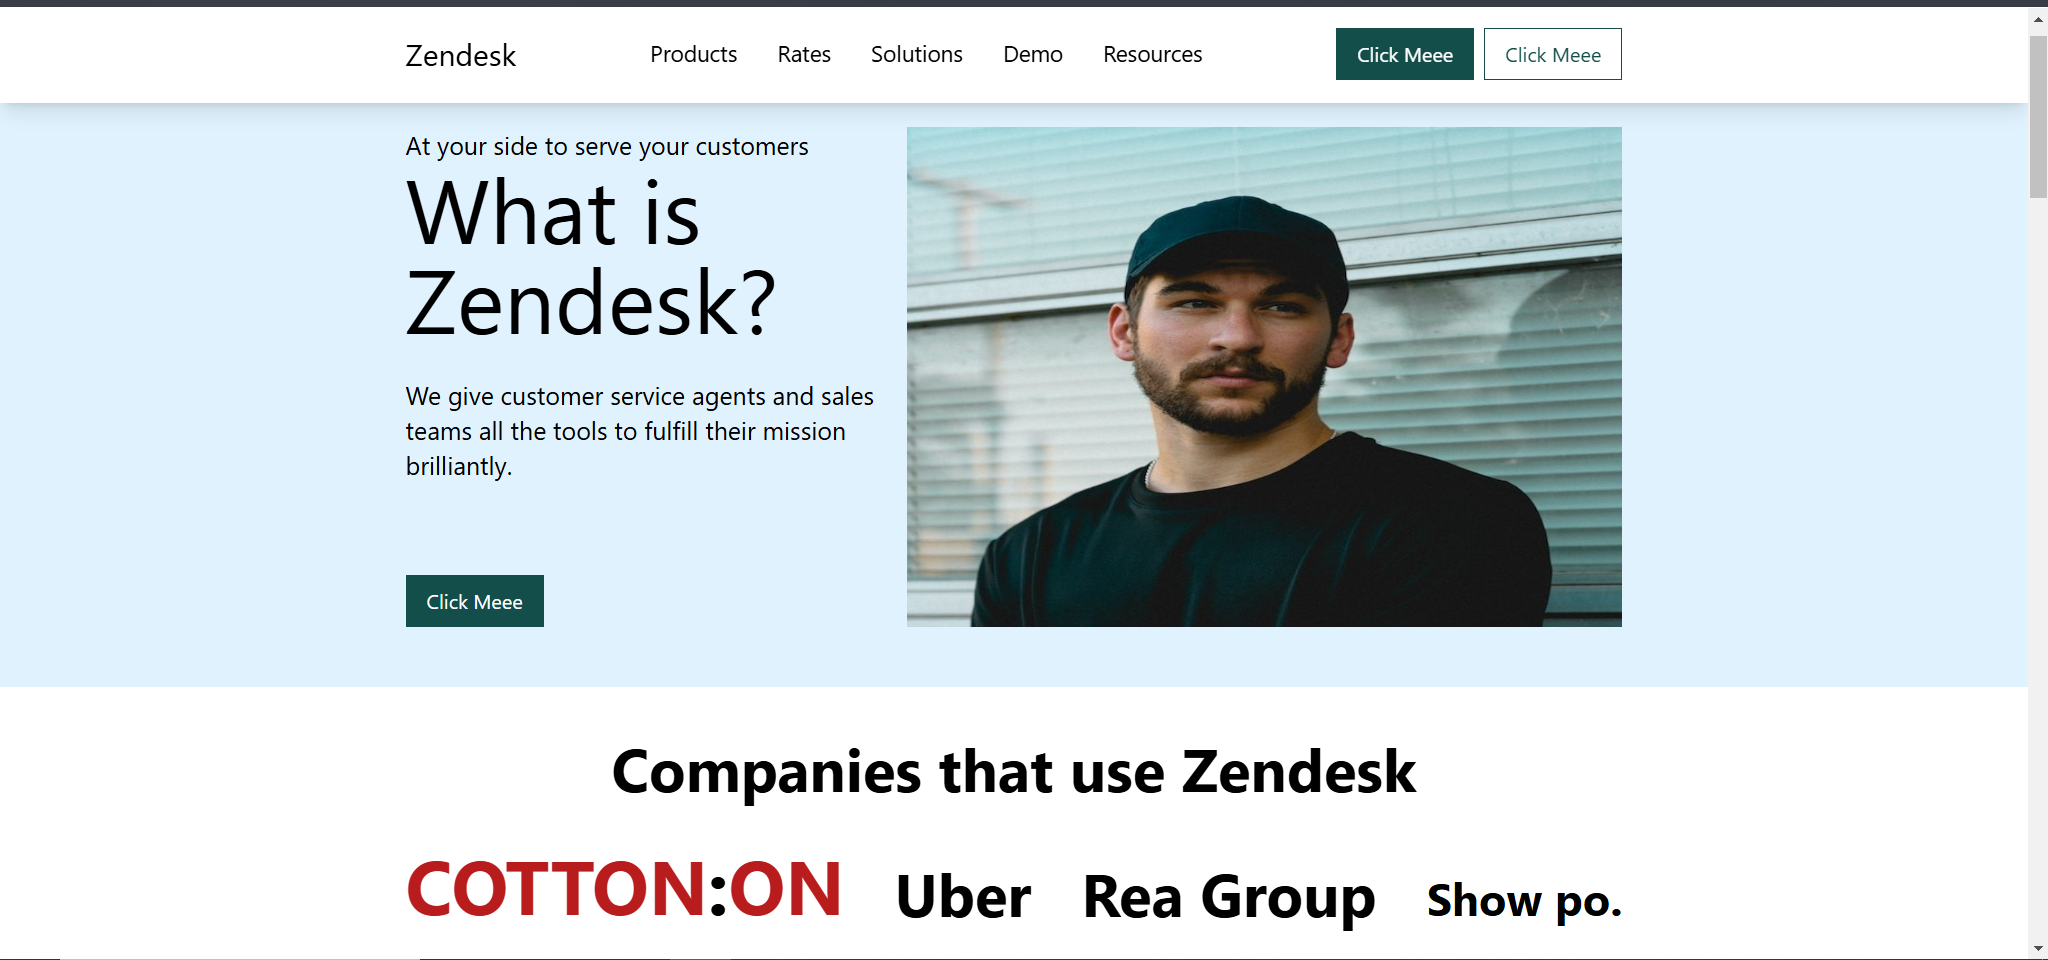 Zendesk
Products Rates Solutions Demo Resources
Click Meee Click Meee
At your side to serve your customers
What is
Zendesk?
We give customer service agents and sales
teams all the tools to fulfill their mission
brilliantly.
Click Meee
Companies that use Zendesk
COTTON:ON Uber Rea Group Show po.